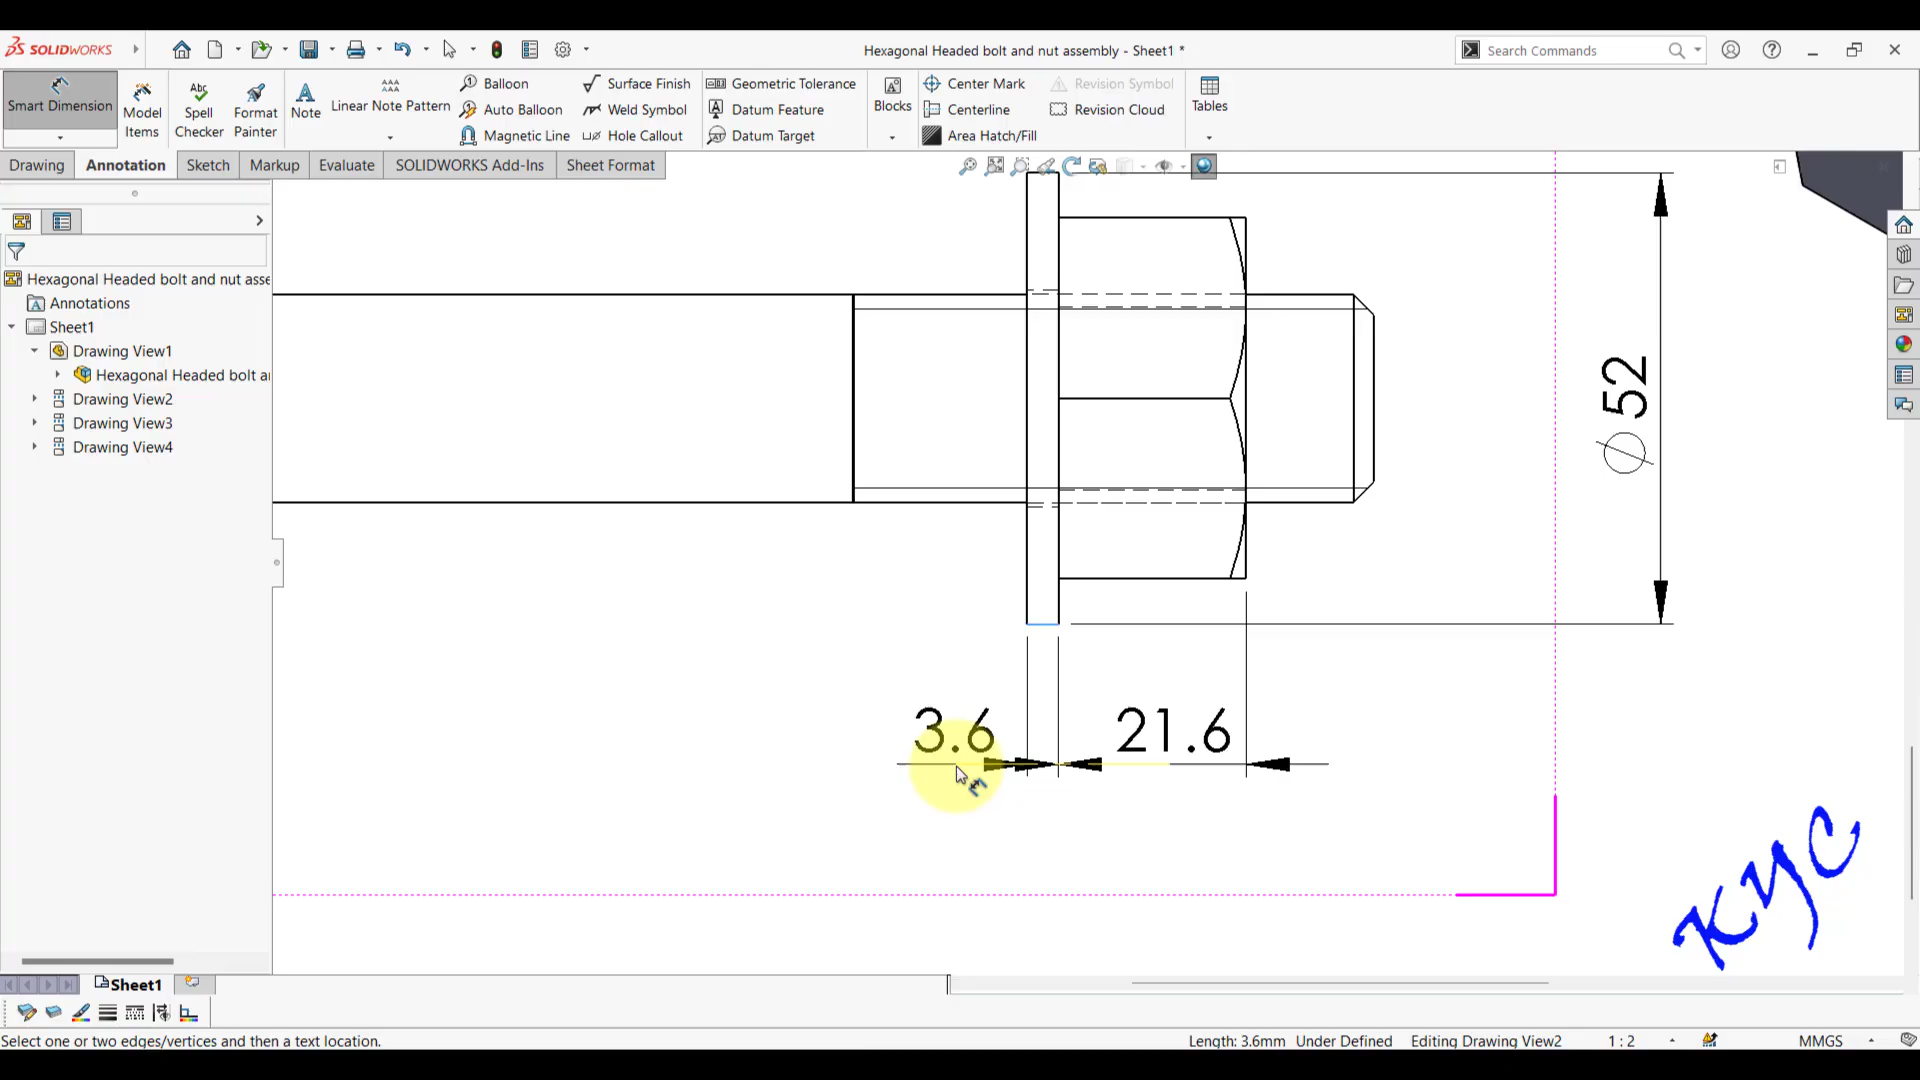 SOLIDWORKS
Hexagonal Headed bolt and nut assembly - Sheet1 *
Search Commands
Smart Dimension
Model Items
Spell Checker
Format Painter
Note
Linear Note Pattern
Balloon
Auto Balloon
Magnetic Line
Surface Finish
Weld Symbol
Hole Callout
Geometric Tolerance
Datum Feature
Datum Target
Blocks
Center Mark
Centerline
Area Hatch/Fill
Revision Symbol
Revision Cloud
Tables
Drawing
Annotation
Sketch
Markup
Evaluate
SOLIDWORKS Add-Ins
Sheet Format
Hexagonal Headed bolt and nut asse
Annotations
Sheet1
Drawing View1
Hexagonal Headed bolt ar
Drawing View2
Drawing View3
Drawing View4
∅ 52
3.6
21.6
KYC
Sheet1
Select one or two edges/vertices and then a text location.
Length: 3.6mm
Under Defined
Editing Drawing View2
1 : 2
MMGS